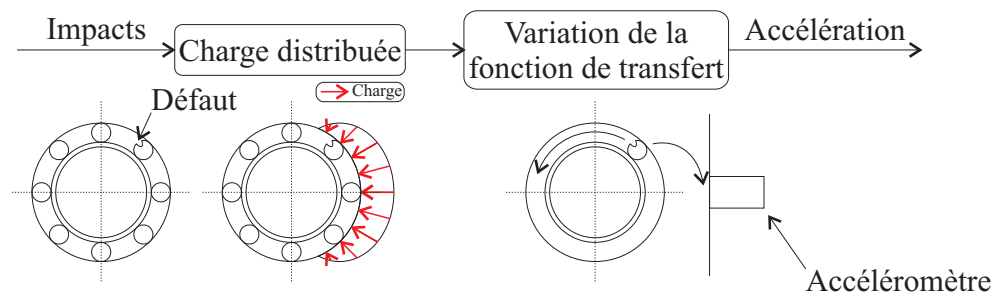 Impacts
Charge distribuée
Variation de la
fonction de transfert
Accélération
Charge
Défaut
Accéléromètre